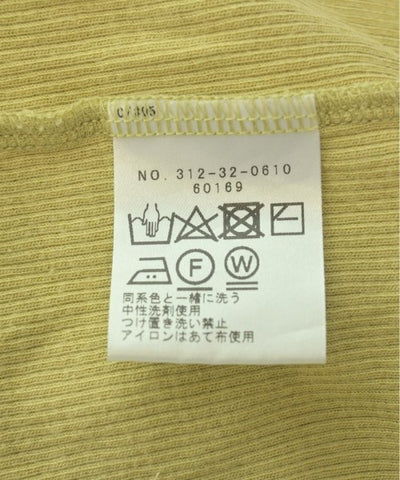 NO. 312-32-0610
60169
F W
同系色と一緒に洗う
中性洗剤使用
つけ置き洗い禁止
アイロンはあて布使用